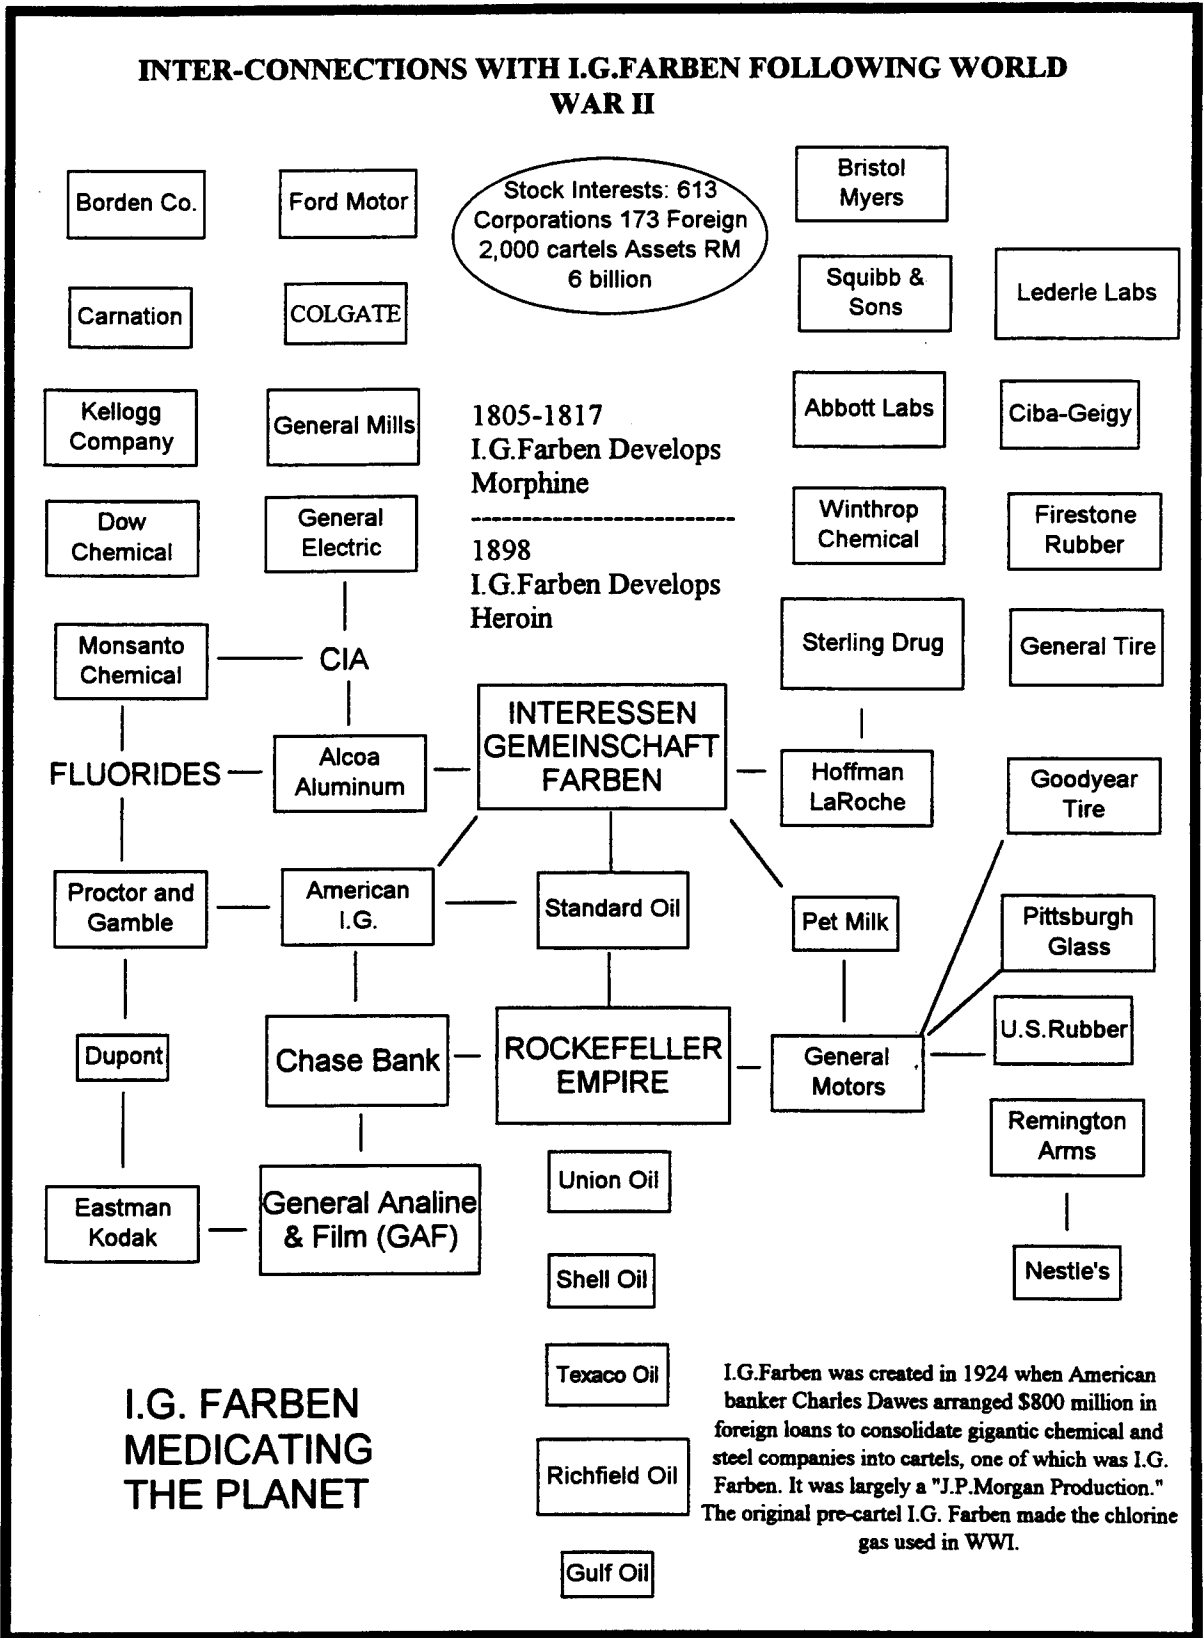 INTER-CONNECTIONS WITH I.G.FARBEN FOLLOWING WORLD
WAR II
Borden Co.
Ford Motor
Stock Interests: 613
Corporations 173 Foreign
2,000 cartels Assets RM
6 billion
Bristol
Myers
Carnation
COLGATE
Squibb &
Sons
Lederle Labs
Kellogg
Company
General Mills
1805-1817
I.G.Farben Develops
Morphine
Abbott Labs
Ciba-Geigy
Dow
Chemical
General
Electric
1898
I.G.Farben Develops
Heroin
Winthrop
Chemical
Firestone
Rubber
Monsanto
Chemical
CIA
Sterling Drug
General Tire
FLUORIDES
Alcoa
Aluminum
INTERESSEN
GEMEINSCHAFT
FARBEN
Hoffman
LaRoche
Goodyear
Tire
Proctor and
Gamble
American
I.G.
Standard Oil
Pet Milk
Pittsburgh
Glass
Dupont
Chase Bank
ROCKEFELLER
EMPIRE
General
Motors
U.S.Rubber
Remington
Arms
Eastman
Kodak
General Analine
& Film (GAF)
Union Oil
Shell Oil
Nestle's
Texaco Oil
Richfield Oil
Gulf Oil
I.G. FARBEN
MEDICATING
THE PLANET
I.G.Farben was created in 1924 when American
banker Charles Dawes arranged $800 million in
foreign loans to consolidate gigantic chemical and
steel companies into cartels, one of which was I.G.
Farben. It was largely a "J.P.Morgan Production."
The original pre-cartel I.G. Farben made the chlorine
gas used in WWI.